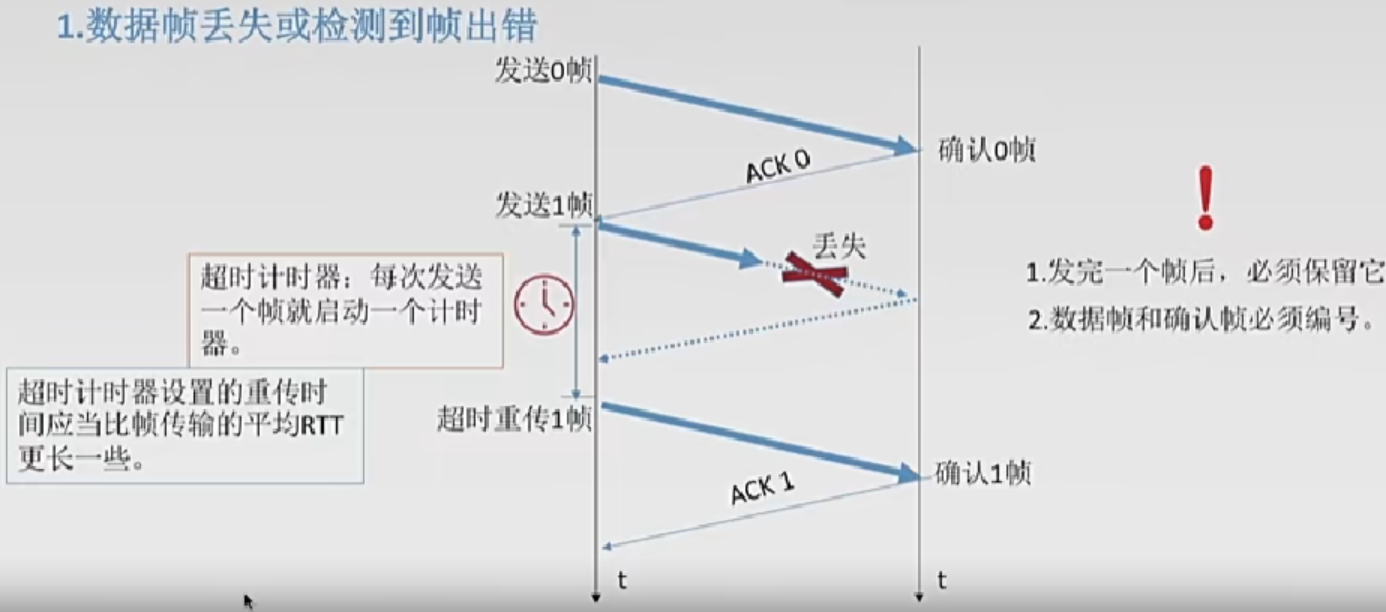 1.数据帧丢失或检测到帧出错
发送0帧
确认0帧
ACK 0
发送1帧
丢失
超时计时器：每次发送
一个帧就启动一个计时
器。
1.发完一个帧后，必须保留它
2.数据帧和确认帧必须编号。
超时计时器设置的重传时
间应当比帧传输的平均RTT
更长一些。
超时重传1帧
确认1帧
ACK 1
t
t